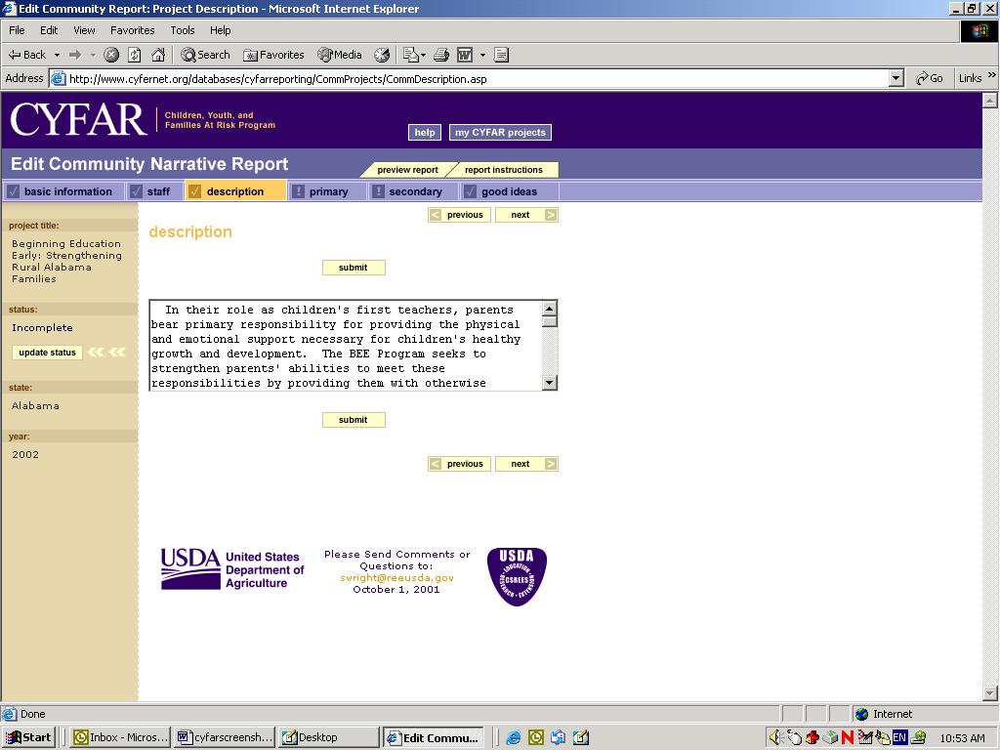 Edit Community Report: Project Description - Microsoft Internet Explorer
File Edit View Favorites Tools Help
Back Search Favorites Media
Address http://www.cyfernet.org/databases/cyfarreporting/CommProjects/CommDescription.asp Go Links »
CYFAR Children, Youth, and
Families At Risk Program
help my CYFAR projects
Edit Community Narrative Report
preview report report instructions
basic information staff description primary secondary good ideas
previous next
description
project title:
Beginning Education
Early: Strengthening
Rural Alabama
Families
status:
Incomplete
update status
state:
Alabama
year:
2002
submit
In their role as children's first teachers, parents
bear primary responsibility for providing the physical
and emotional support necessary for children's healthy
growth and development. The BEE Program seeks to
strengthen parents' abilities to meet these
responsibilities by providing them with otherwise
submit
previous next
USDA United States
Department of
Agriculture
Please Send Comments or
Questions to:
swright@reeusda.gov
October 1, 2001
USDA
CSREES
RESEARCH · EDUCATION · EXTENSION
Done Internet
Start Inbox - Micros... cyfarscreensh... Desktop Edit Commu... EN 10:53 AM